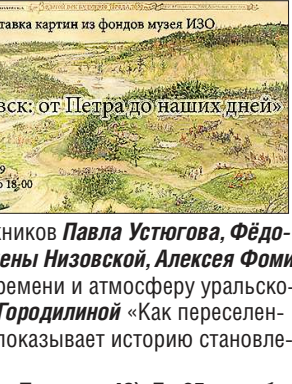 ставка картин из фондов музея ИЗО
вск: от Петра до наших дней»
18-00
ников Павла Устюгова, Фёдо-
ены Низовской, Алексея Фоми
ремени и атмосферу уральско-
Городилиной «Как переселен-
показывает историю становле-